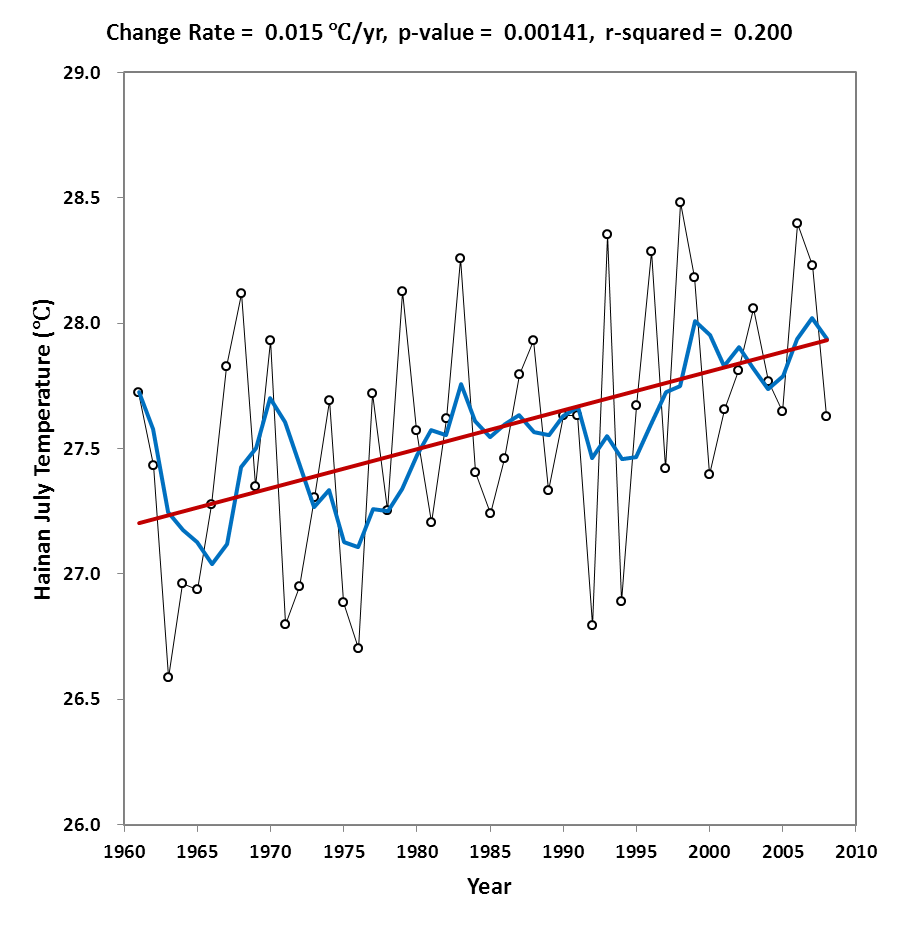 Change Rate = 0.015 ℃/yr, p-value = 0.00141, r-squared = 0.200
29.0
28.5
28.0
27.5
27.0
26.5
26.0
Hainan July Temperature (℃)
1960 1965 1970 1975 1980 1985 1990 1995 2000 2005 2010
Year